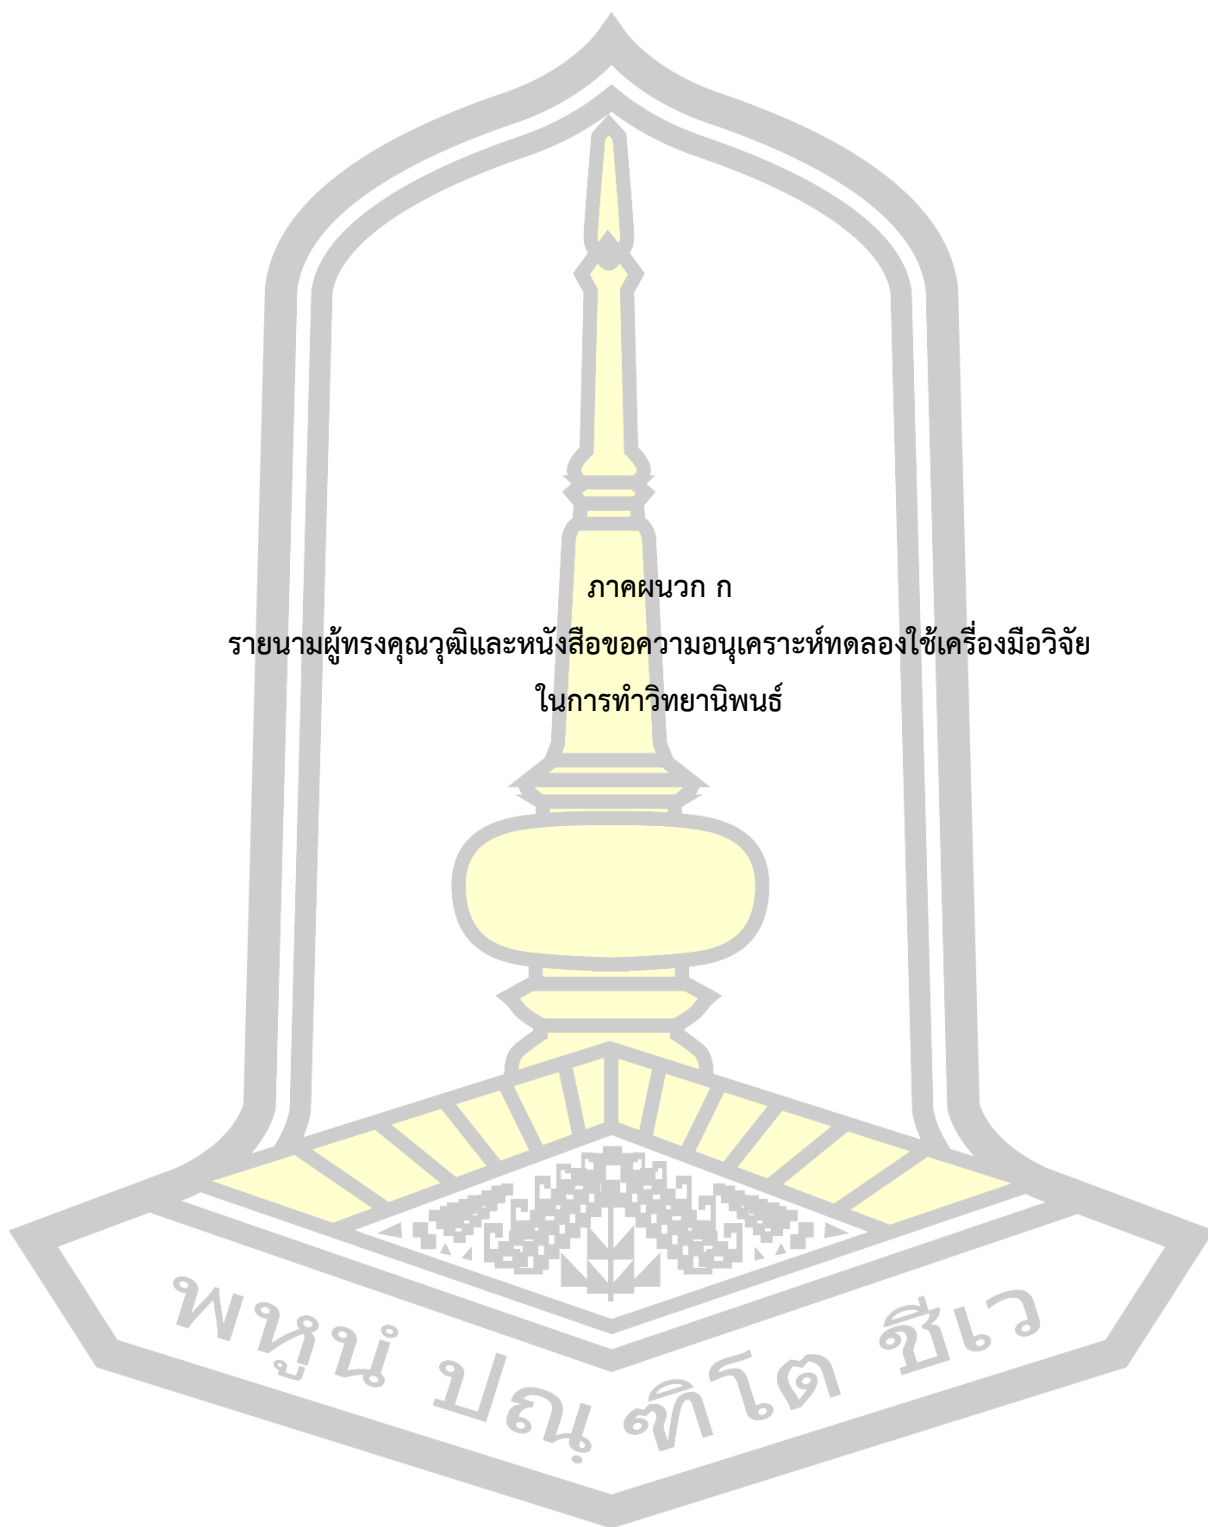 ภาคผนวก ก
รายนามผู้ทรงคุณวุฒิและหนังสือขอความอนุเคราะห์ทดลองใช้เครื่องมือวิจัย
ในการทำวิทยานิพนธ์
พหูนํ ปณฺฑิโต ชีเว